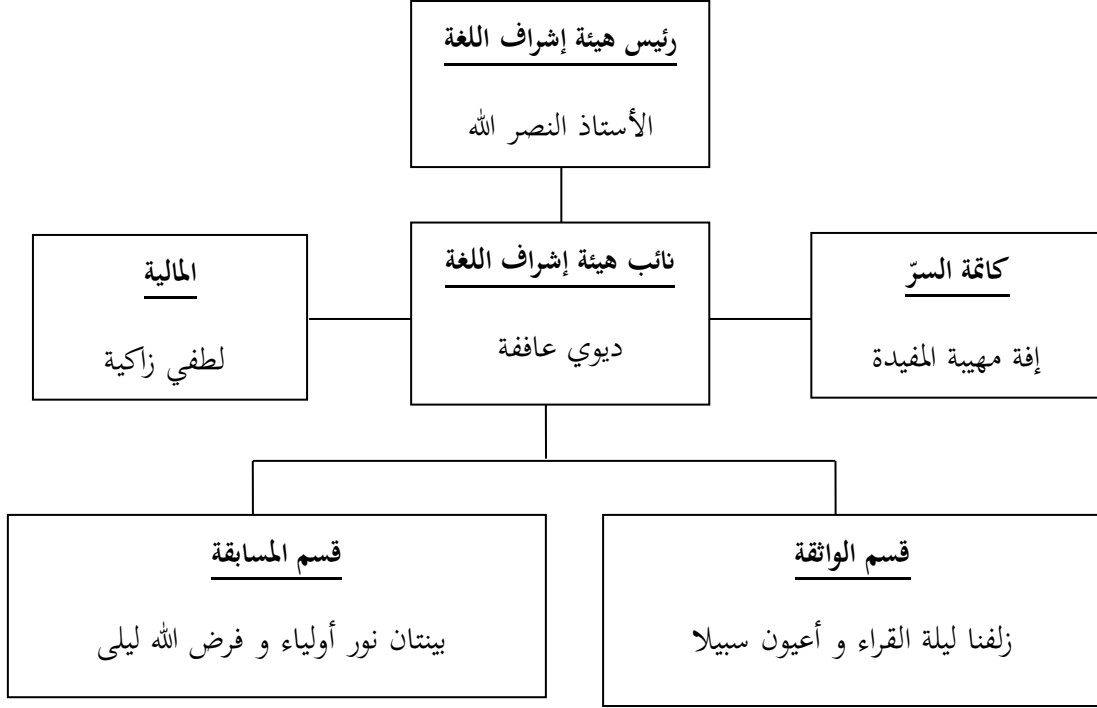 رئيس هيئة إشراف اللغة
الأستاذ النصر الله
كاتمة السرّ
إفة مهيبة المفيدة
نائب هيئة إشراف اللغة
ديوي عاففة
المالية
لطفي زاكية
قسم الواثقة
زلفنا ليلة القراء و أعيون سبيلا
قسم المسابقة
بينتان نور أولياء و فرض الله ليلى